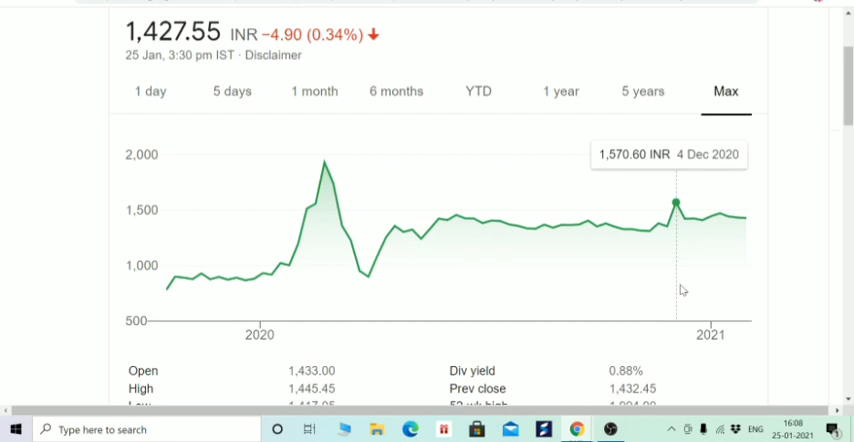 1,427.55 INR −4.90 (0.34%)
25 Jan, 3:30 pm IST · Disclaimer
1 day 5 days 1 month 6 months YTD 1 year 5 years Max
1,570.60 INR 4 Dec 2020
2,000
1,500
1,000
500
2020 2021
Open 1,433.00 Div yield 0.88%
High 1,445.45 Prev close 1,432.45
Type here to search
ENG
16:08
25-01-2021